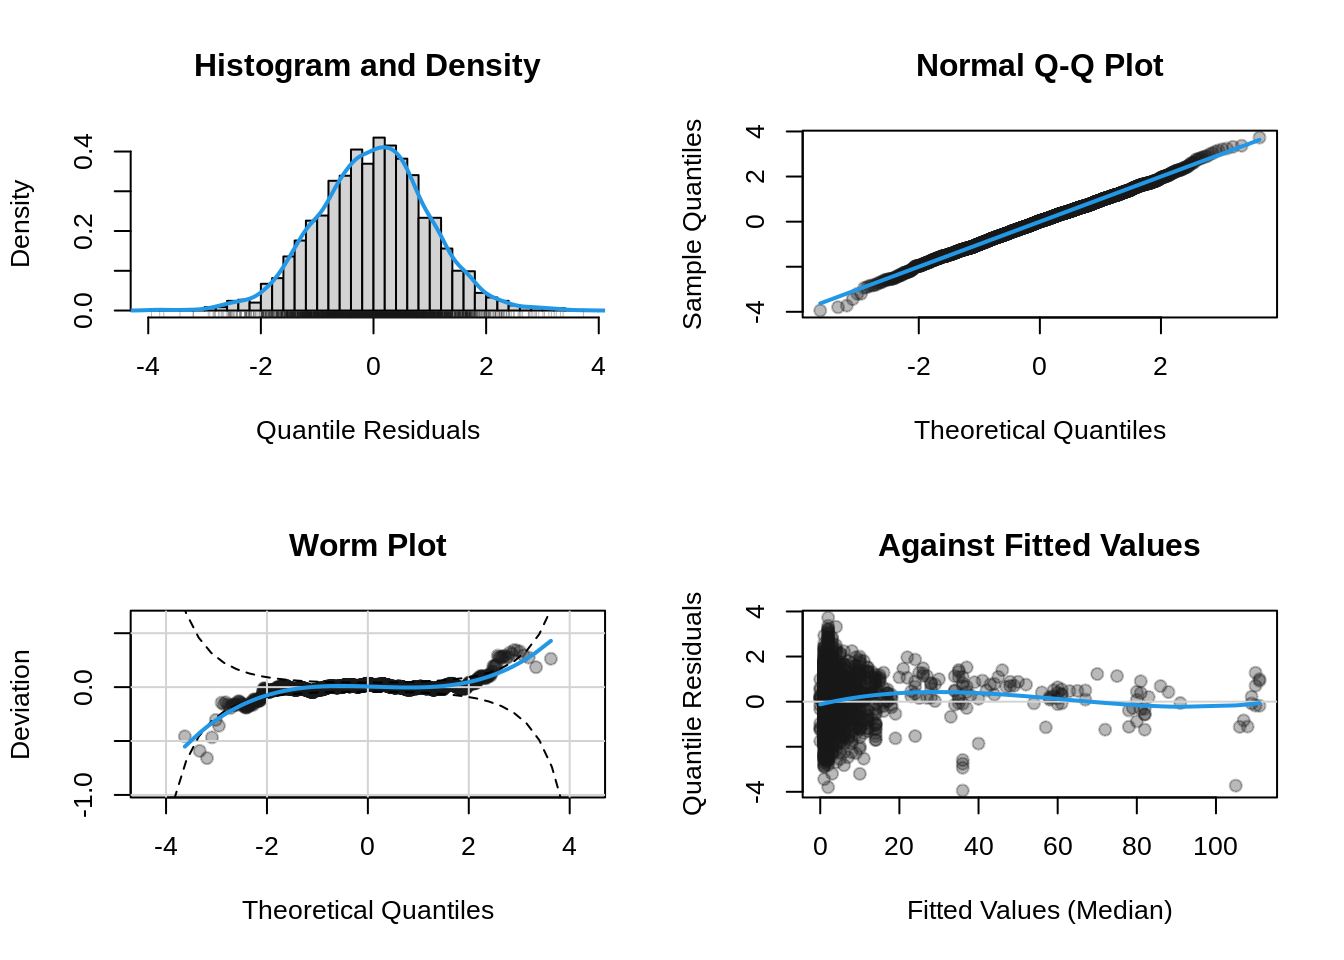 Histogram and Density
Density
0.0 0.2 0.4
-4 -2 0 2 4
Quantile Residuals
Normal Q-Q Plot
Sample Quantiles
-4 0 2 4
-2 0 2
Theoretical Quantiles
Worm Plot
Deviation
-1.0 0.0
-4 -2 0 2 4
Theoretical Quantiles
Against Fitted Values
Quantile Residuals
-4 0 2 4
0 20 40 60 80 100
Fitted Values (Median)